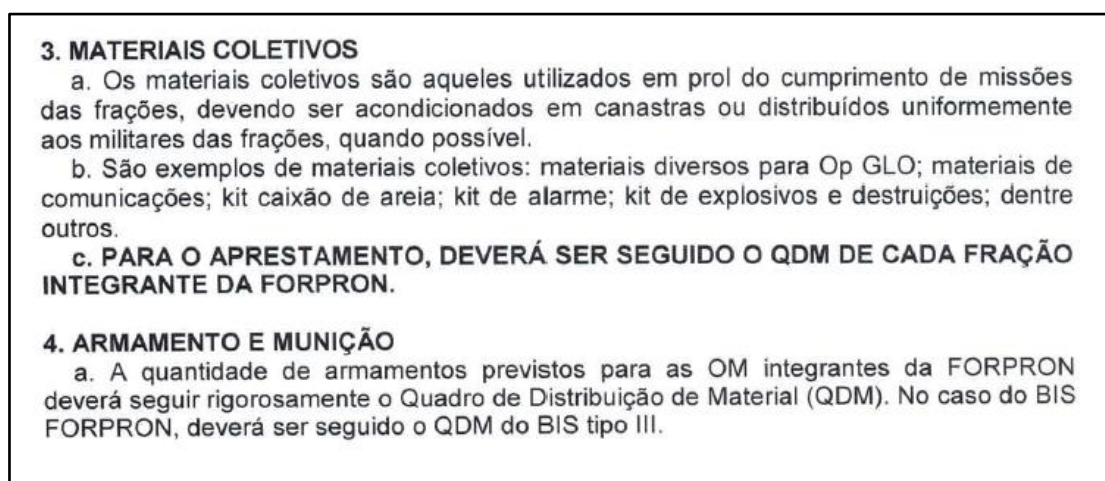 3. MATERIAIS COLETIVOS
a. Os materiais coletivos são aqueles utilizados em prol do cumprimento de missões
das frações, devendo ser acondicionados em canastras ou distribuídos uniformemente
aos militares das frações, quando possível.
b. São exemplos de materiais coletivos: materiais diversos para Op GLO; materiais de
comunicações; kit caixão de areia; kit de alarme; kit de explosivos e destruições; dentre
outros.
c. PARA O APRESTAMENTO, DEVERÁ SER SEGUIDO O QDM DE CADA FRAÇÃO
INTEGRANTE DA FORPRON.
4. ARMAMENTO E MUNIÇÃO
a. A quantidade de armamentos previstos para as OM integrantes da FORPRON
deverá seguir rigorosamente o Quadro de Distribuição de Material (QDM). No caso do BIS
FORPRON, deverá ser seguido o QDM do BIS tipo III.